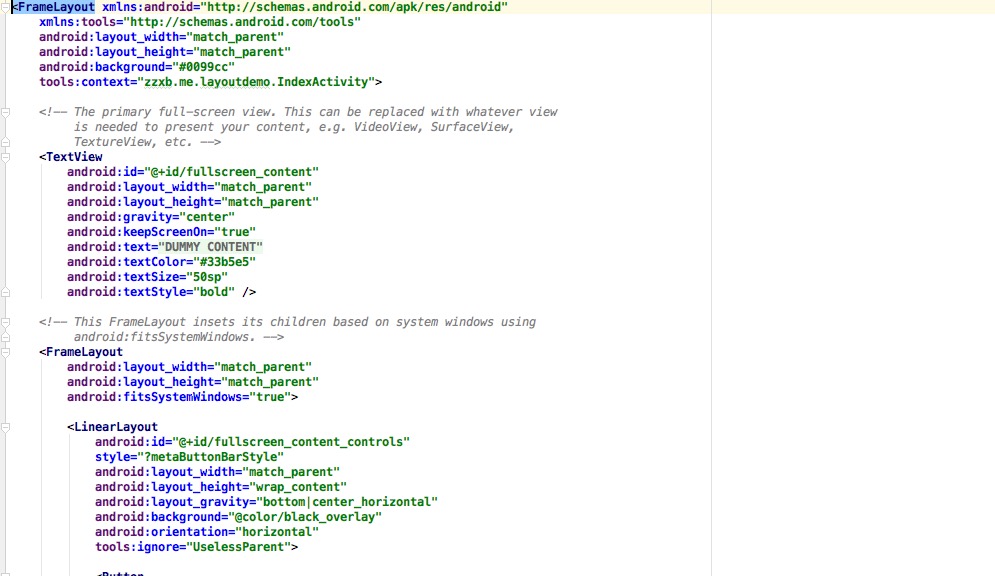 <FrameLayout xmlns:android="http://schemas.android.com/apk/res/android"
    xmlns:tools="http://schemas.android.com/tools"
    android:layout_width="match_parent"
    android:layout_height="match_parent"
    android:background="#0099cc"
    tools:context="zzxb.me.layoutdemo.IndexActivity">

    <!-- The primary full-screen view. This can be replaced with whatever view
         is needed to present your content, e.g. VideoView, SurfaceView,
         TextureView, etc. -->
    <TextView
        android:id="@+id/fullscreen_content"
        android:layout_width="match_parent"
        android:layout_height="match_parent"
        android:gravity="center"
        android:keepScreenOn="true"
        android:text="DUMMY CONTENT"
        android:textColor="#33b5e5"
        android:textSize="50sp"
        android:textStyle="bold" />

    <!-- This FrameLayout insets its children based on system windows using
         android:fitsSystemWindows. -->
    <FrameLayout
        android:layout_width="match_parent"
        android:layout_height="match_parent"
        android:fitsSystemWindows="true">

        <LinearLayout
            android:id="@+id/fullscreen_content_controls"
            style="?metaButtonBarStyle"
            android:layout_width="match_parent"
            android:layout_height="wrap_content"
            android:layout_gravity="bottom|center_horizontal"
            android:background="@color/black_overlay"
            android:orientation="horizontal"
            tools:ignore="UselessParent">

            <Button